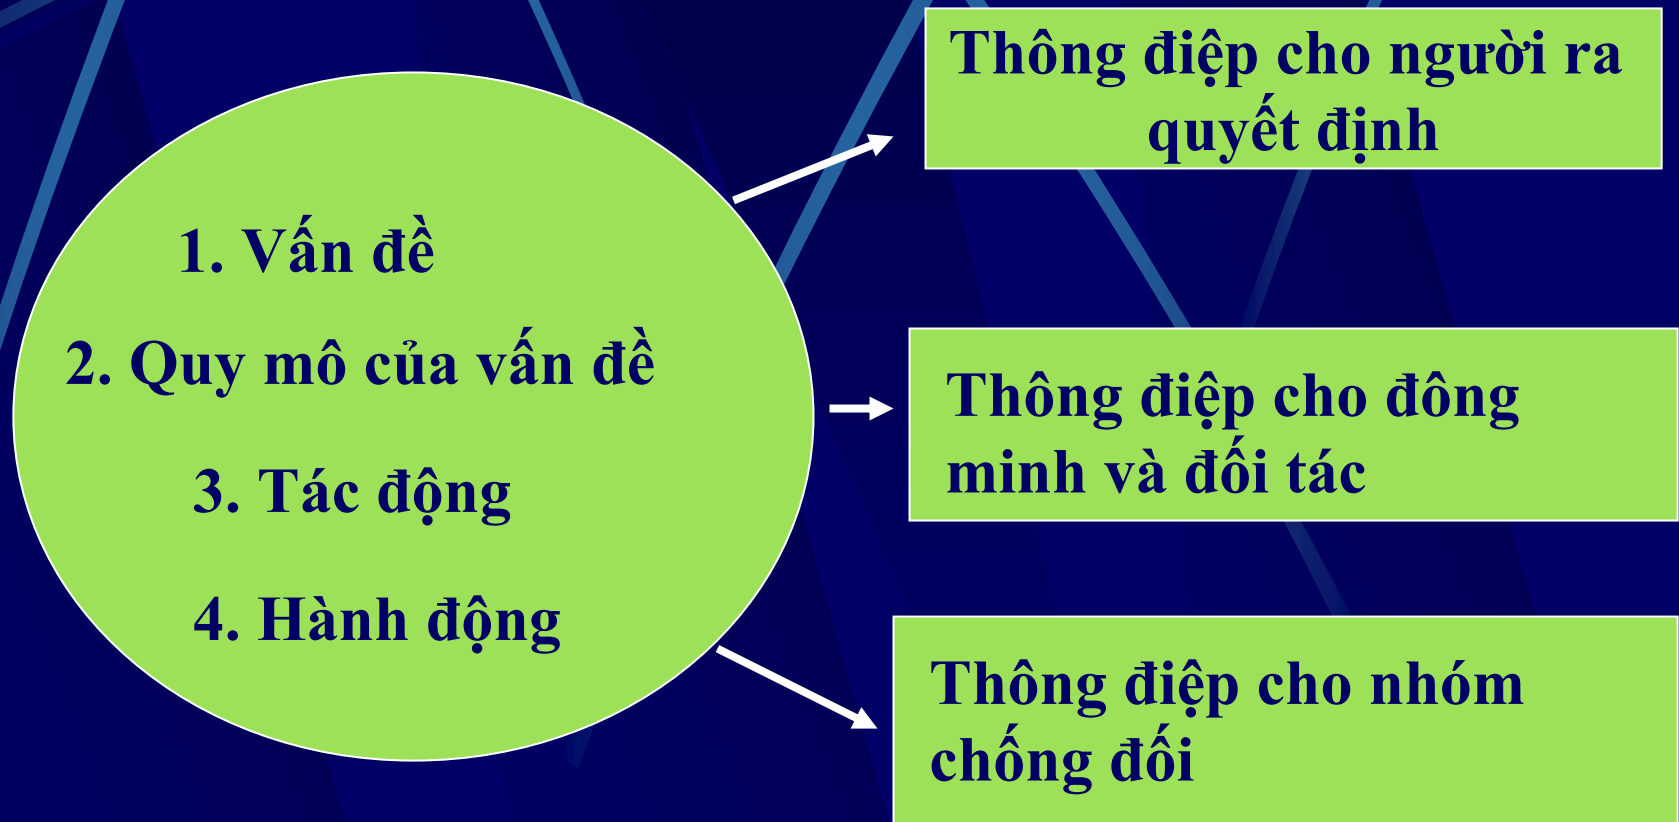 1. Vấn đề
2. Quy mô của vấn đề
3. Tác động
4. Hành động
Thông điệp cho người ra
quyết định
Thông điệp cho đông
minh và đối tác
Thông điệp cho nhóm
chống đối